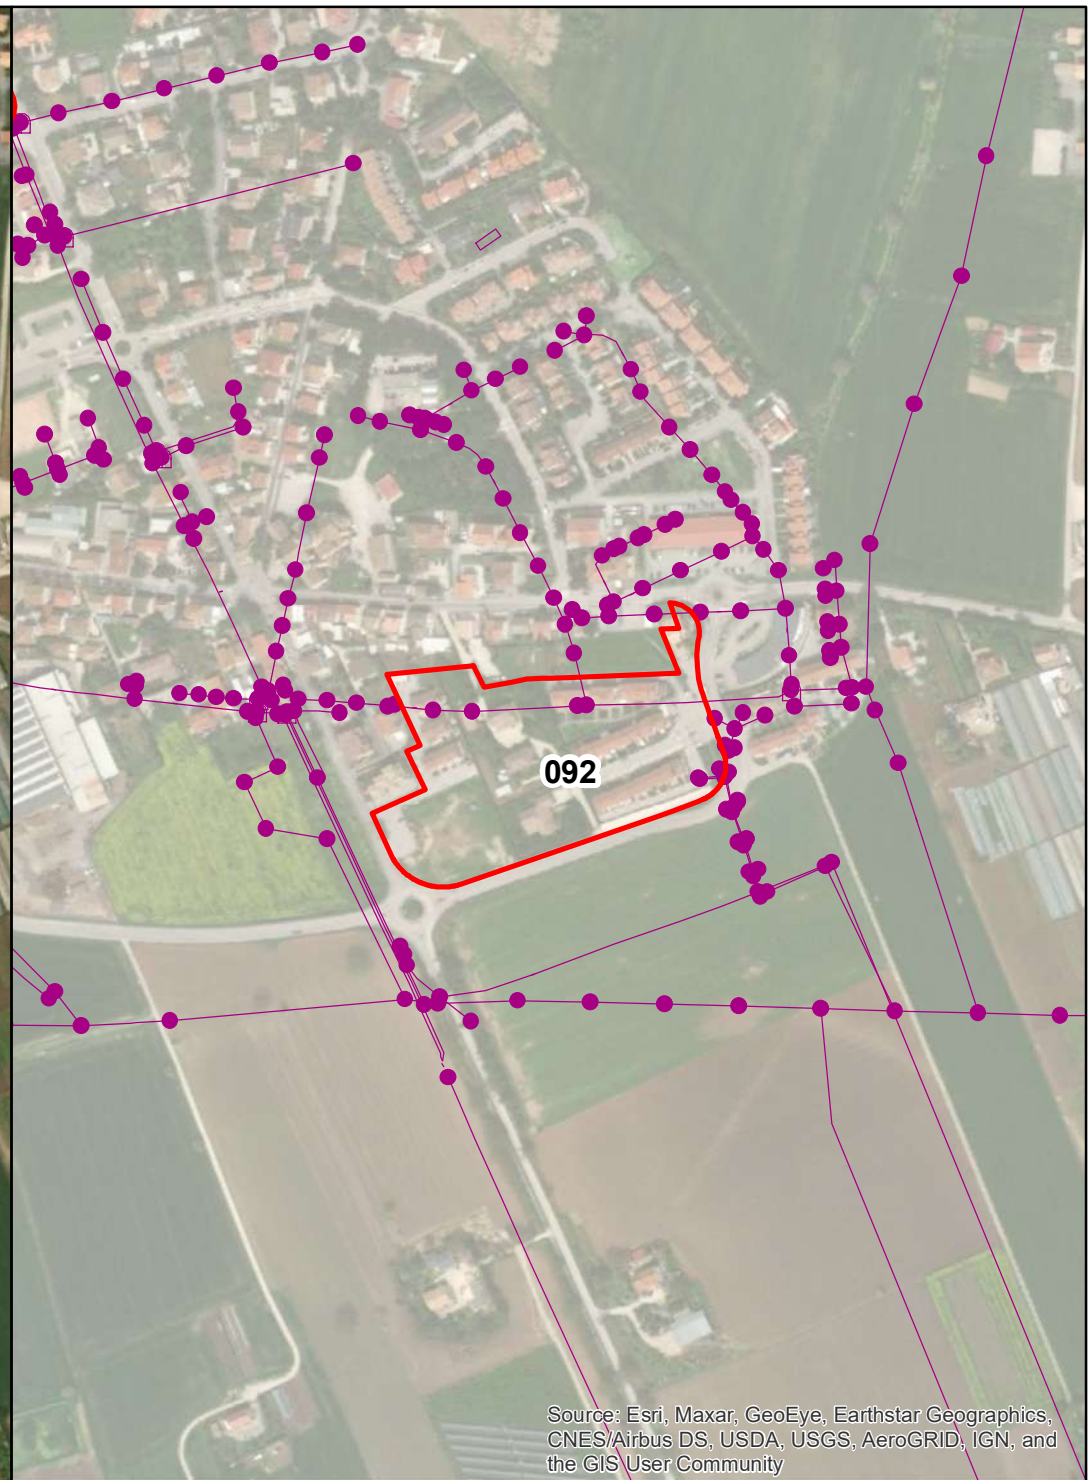 092
Source: Esri, Maxar, GeoEye, Earthstar Geographics,
CNES/Airbus DS, USDA, USGS, AeroGRID, IGN, and
the GIS User Community